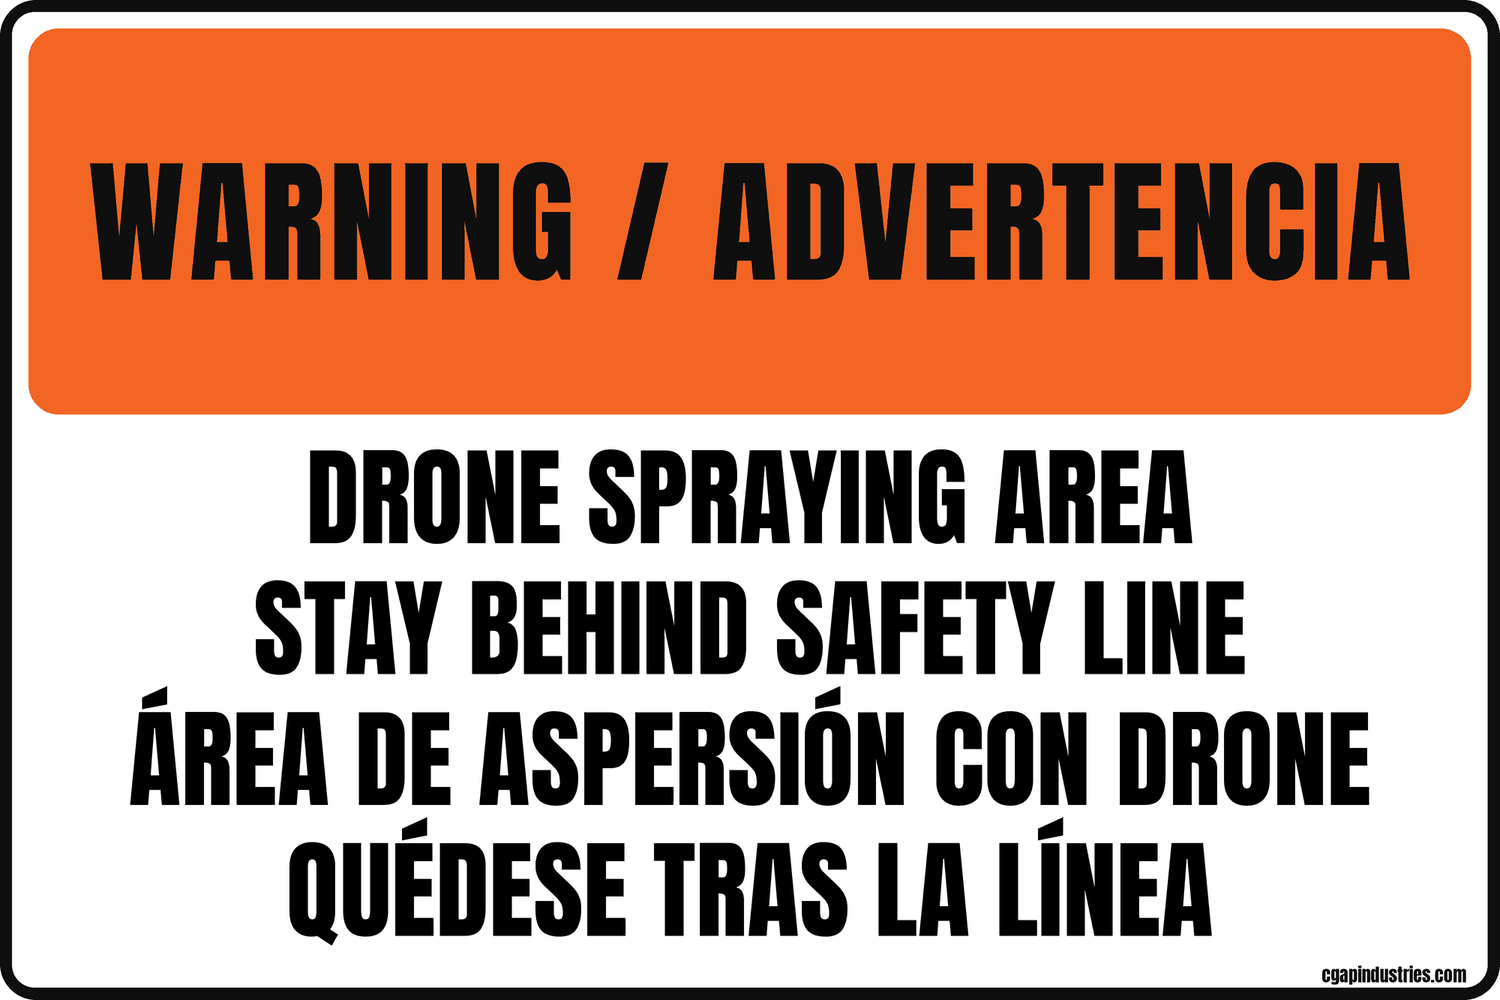 WARNING / ADVERTENCIA
DRONE SPRAYING AREA
STAY BEHIND SAFETY LINE
ÁREA DE ASPERSIÓN CON DRONE
QUÉDESE TRAS LA LÍNEA
cgapindustries.com